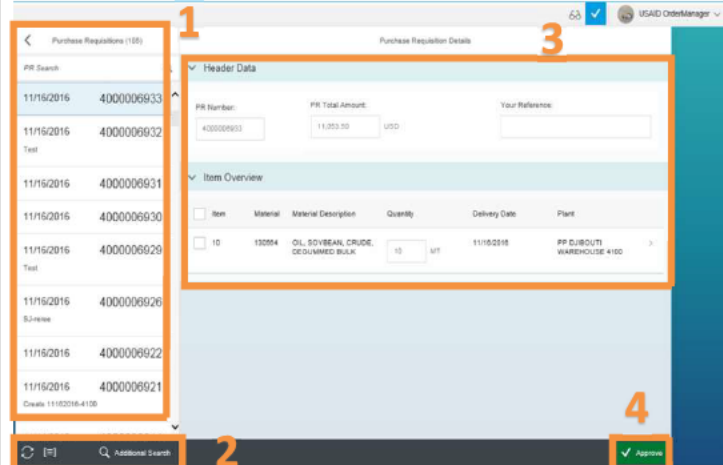 1
USAID OrderManager
Purchase Requisitions (155)
Purchase Requisition Details
3
PR Search
Header Data
11/16/2016 4000006933
PR Number:
PR Total Amount:
Your Reference:
4000006933
11,053.50 USD
11/16/2016 4000006932
Test
Item Overview
11/16/2016 4000006931
Item Material Material Description Quantity Delivery Date Plant
11/16/2016 4000006930
10 130554 OIL, SOYBEAN, CRUDE, DEGUMMED BULK 10 MT 11/16/2016 PP DJIBOUTI WAREHOUSE 4100
11/16/2016 4000006929
Test
11/16/2016 4000006926
11/16/2016 4000006922
11/16/2016 4000006921
Create 11162016-4100
4
Additional Search
2
Approve